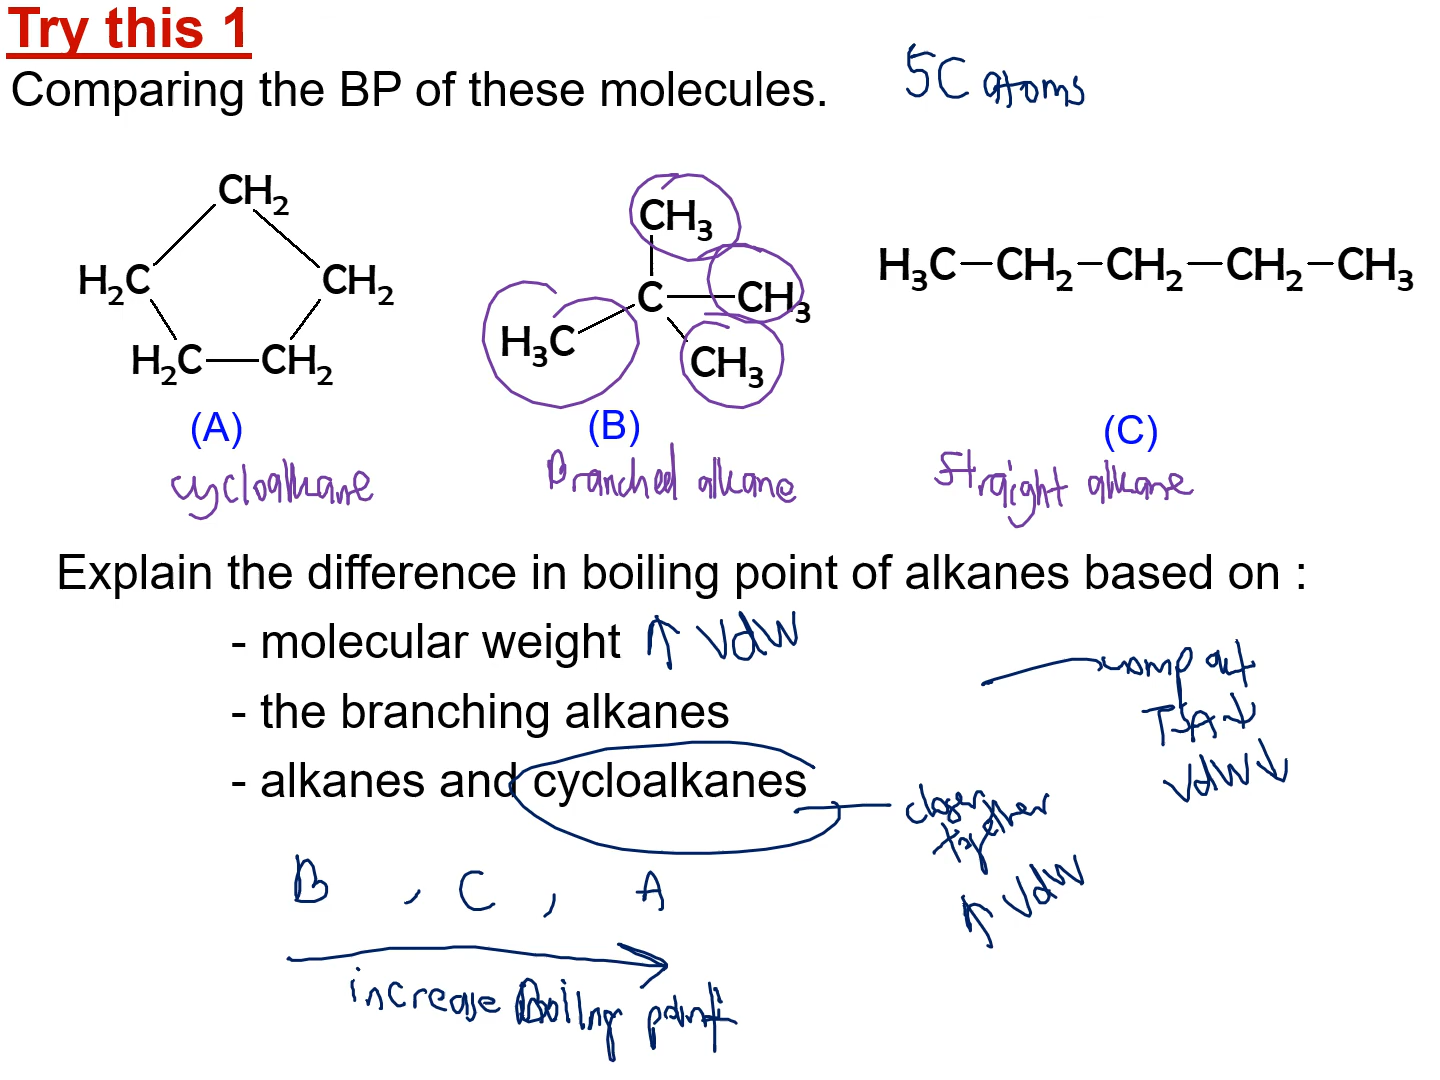 Try this 1
Comparing the BP of these molecules.
5C atoms
CH₂
H₂C
CH₂
H₂C—CH₂
CH₃
C—CH₃
H₃C
CH₃
H₃C—CH₂—CH₂—CH₂—CH₃
(A)
(B)
(C)
cycloalkane
Branched alkane
Straight alkane
Explain the difference in boiling point of alkanes based on :
- molecular weight ↑ VdW
- the branching alkanes
compact
TSA↓
VdW↓
- alkanes and cycloalkanes
closer
together
↑ VdW
B , C , A
increase Boiling point